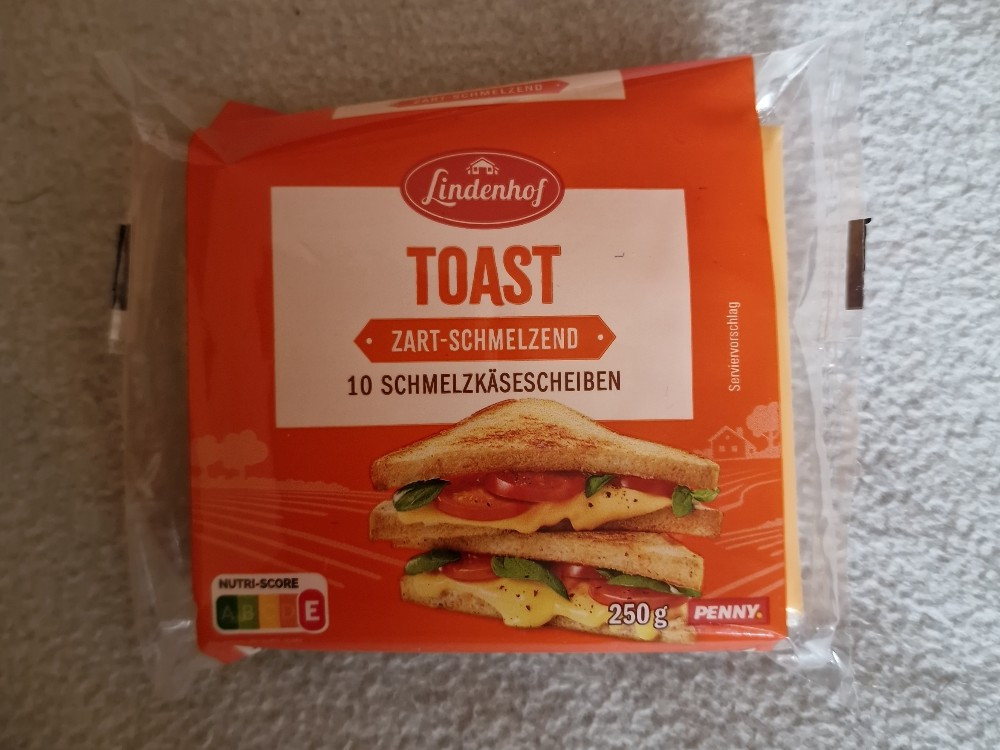 ZART-SCHMELZEND
Lindenhof
TOAST
ZART-SCHMELZEND
10 SCHMELZKÄSESCHEIBEN
Serviervorschlag
NUTRI-SCORE
A B C D E
250 g
PENNY.